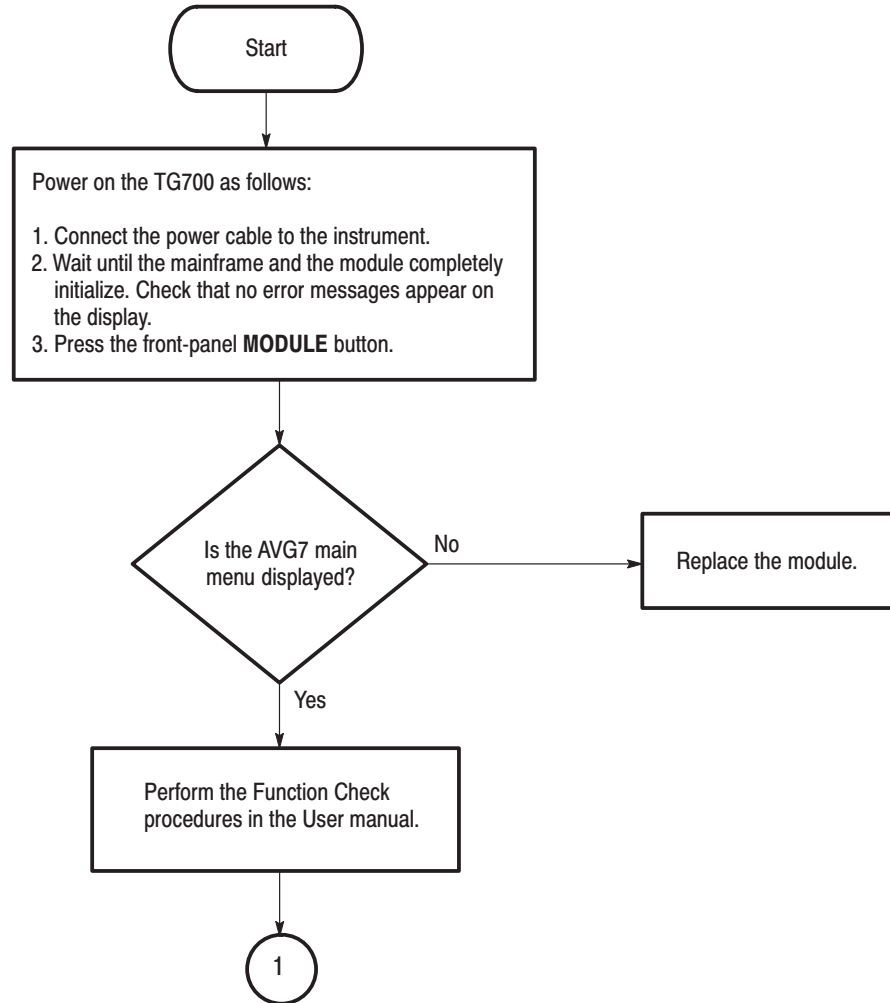 Start
Power on the TG700 as follows:
1. Connect the power cable to the instrument.
2. Wait until the mainframe and the module completely
initialize. Check that no error messages appear on
the display.
3. Press the front-panel MODULE button.
Is the AVG7 main
menu displayed?
No
Replace the module.
Yes
Perform the Function Check
procedures in the User manual.
1